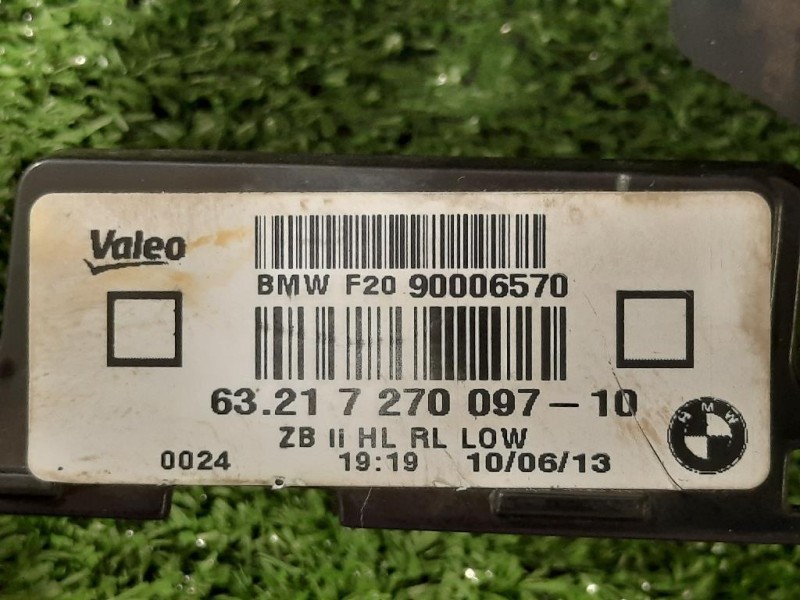 Valeo
BMW F20 90006570
63.21 7 270 097-10
ZB II HL RL LOW
0024 19:19 10/06/13
BMW